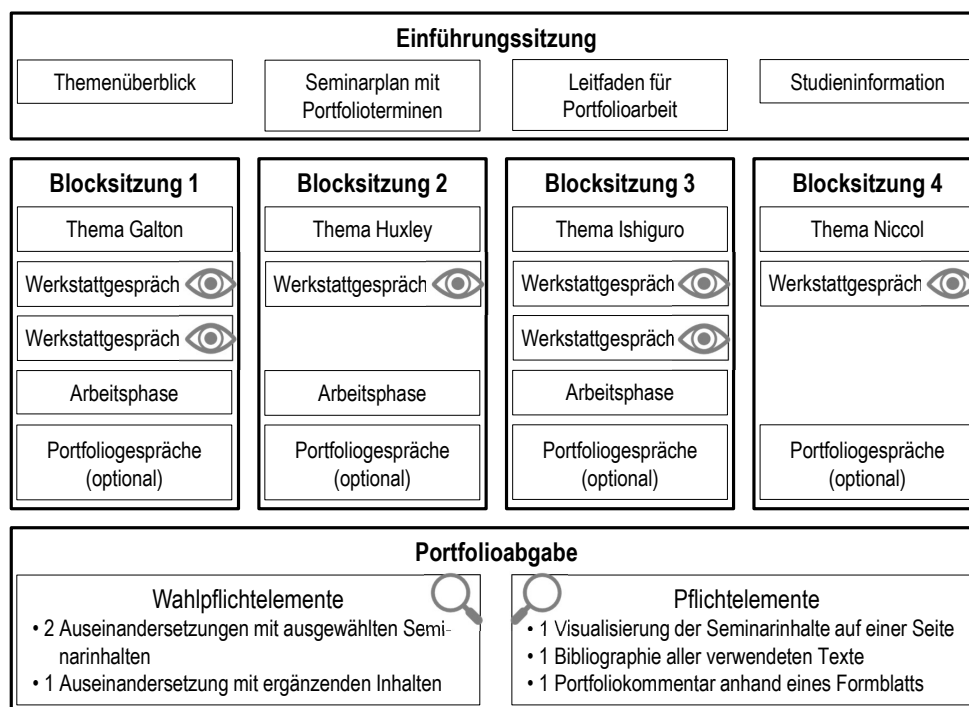 Einführungssitzung
Themenüberblick
Seminarplan mit
Portfolioterminen
Leitfaden für
Portfolioarbeit
Studieninformation
Blocksitzung 1
Thema Galton
Werkstattgespräch
Werkstattgespräch
Arbeitsphase
Portfoliogespräche
(optional)
Blocksitzung 2
Thema Huxley
Werkstattgespräch
Arbeitsphase
Portfoliogespräche
(optional)
Blocksitzung 3
Thema Ishiguro
Werkstattgespräch
Werkstattgespräch
Arbeitsphase
Portfoliogespräche
(optional)
Blocksitzung 4
Thema Niccol
Werkstattgespräch
Portfoliogespräche
(optional)
Portfolioabgabe
Wahlpflichtelemente
• 2 Auseinandersetzungen mit ausgewählten Semi-
narinhalten
• 1 Auseinandersetzung mit ergänzenden Inhalten
Pflichtelemente
• 1 Visualisierung der Seminarinhalte auf einer Seite
• 1 Bibliographie aller verwendeten Texte
• 1 Portfoliokommentar anhand eines Formblatts